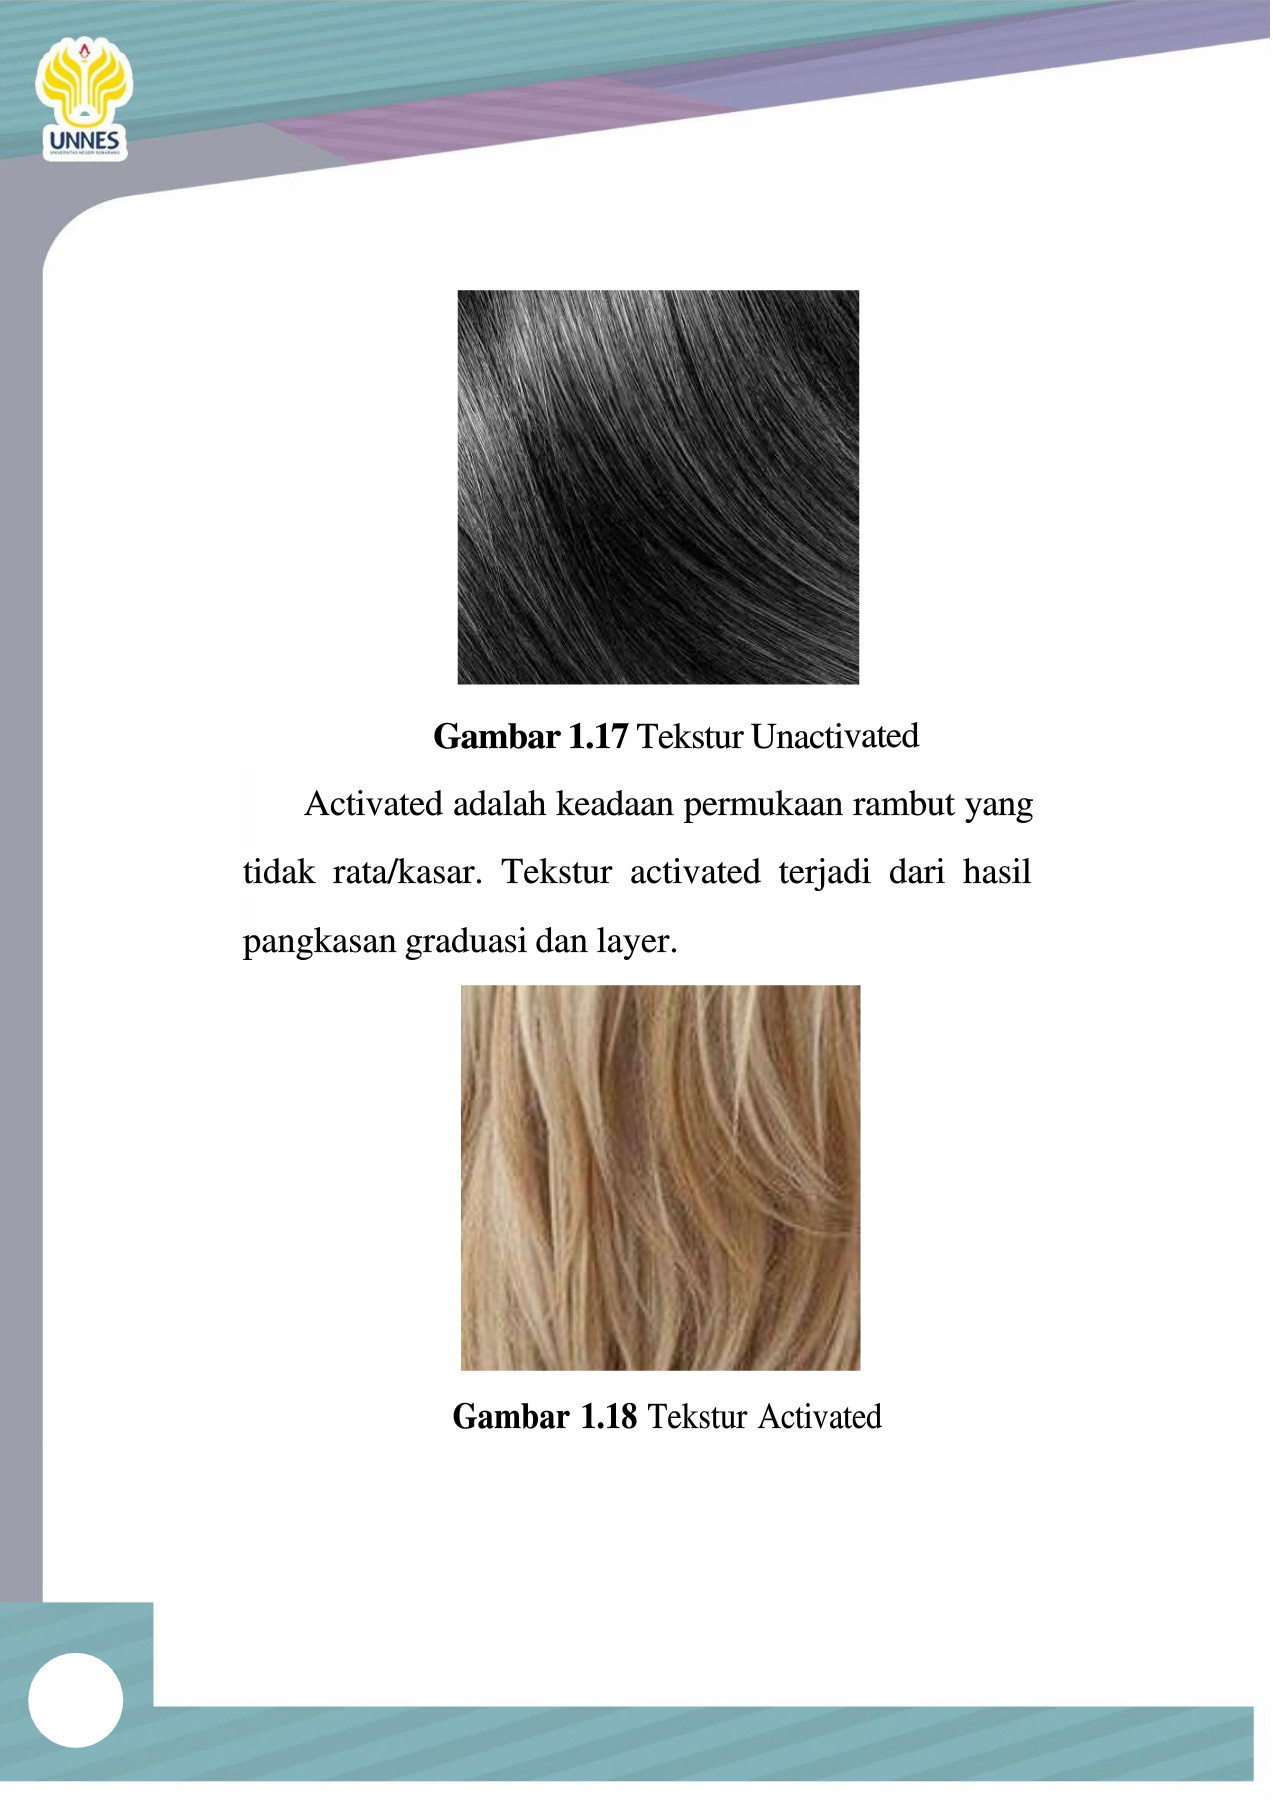 UNNES
UNIVERSITAS NEGERI SEMARANG
Gambar 1.17 Tekstur Unactivated
Activated adalah keadaan permukaan rambut yang
tidak rata/kasar. Tekstur activated terjadi dari hasil
pangkasan graduasi dan layer.
Gambar 1.18 Tekstur Activated